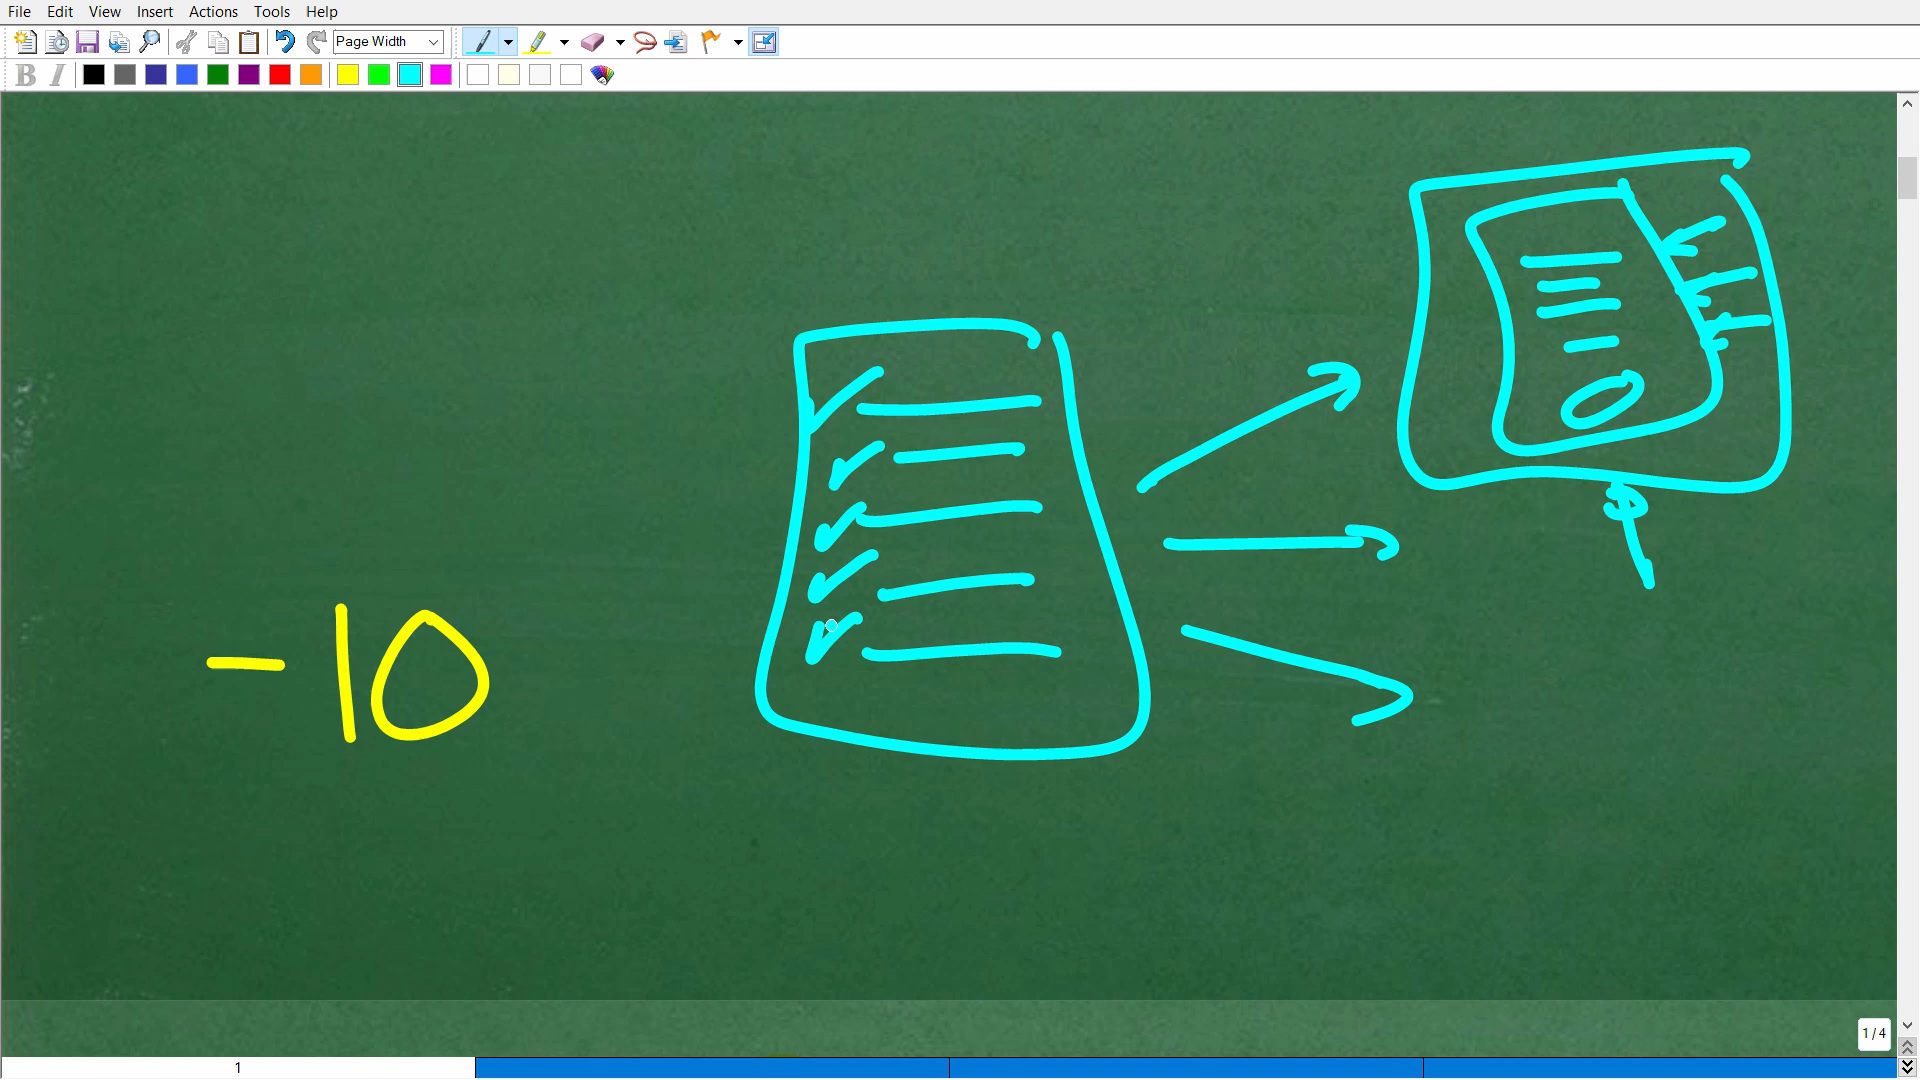 File Edit View Insert Actions Tools Help
Page Width
B I
-10
1 / 4
1